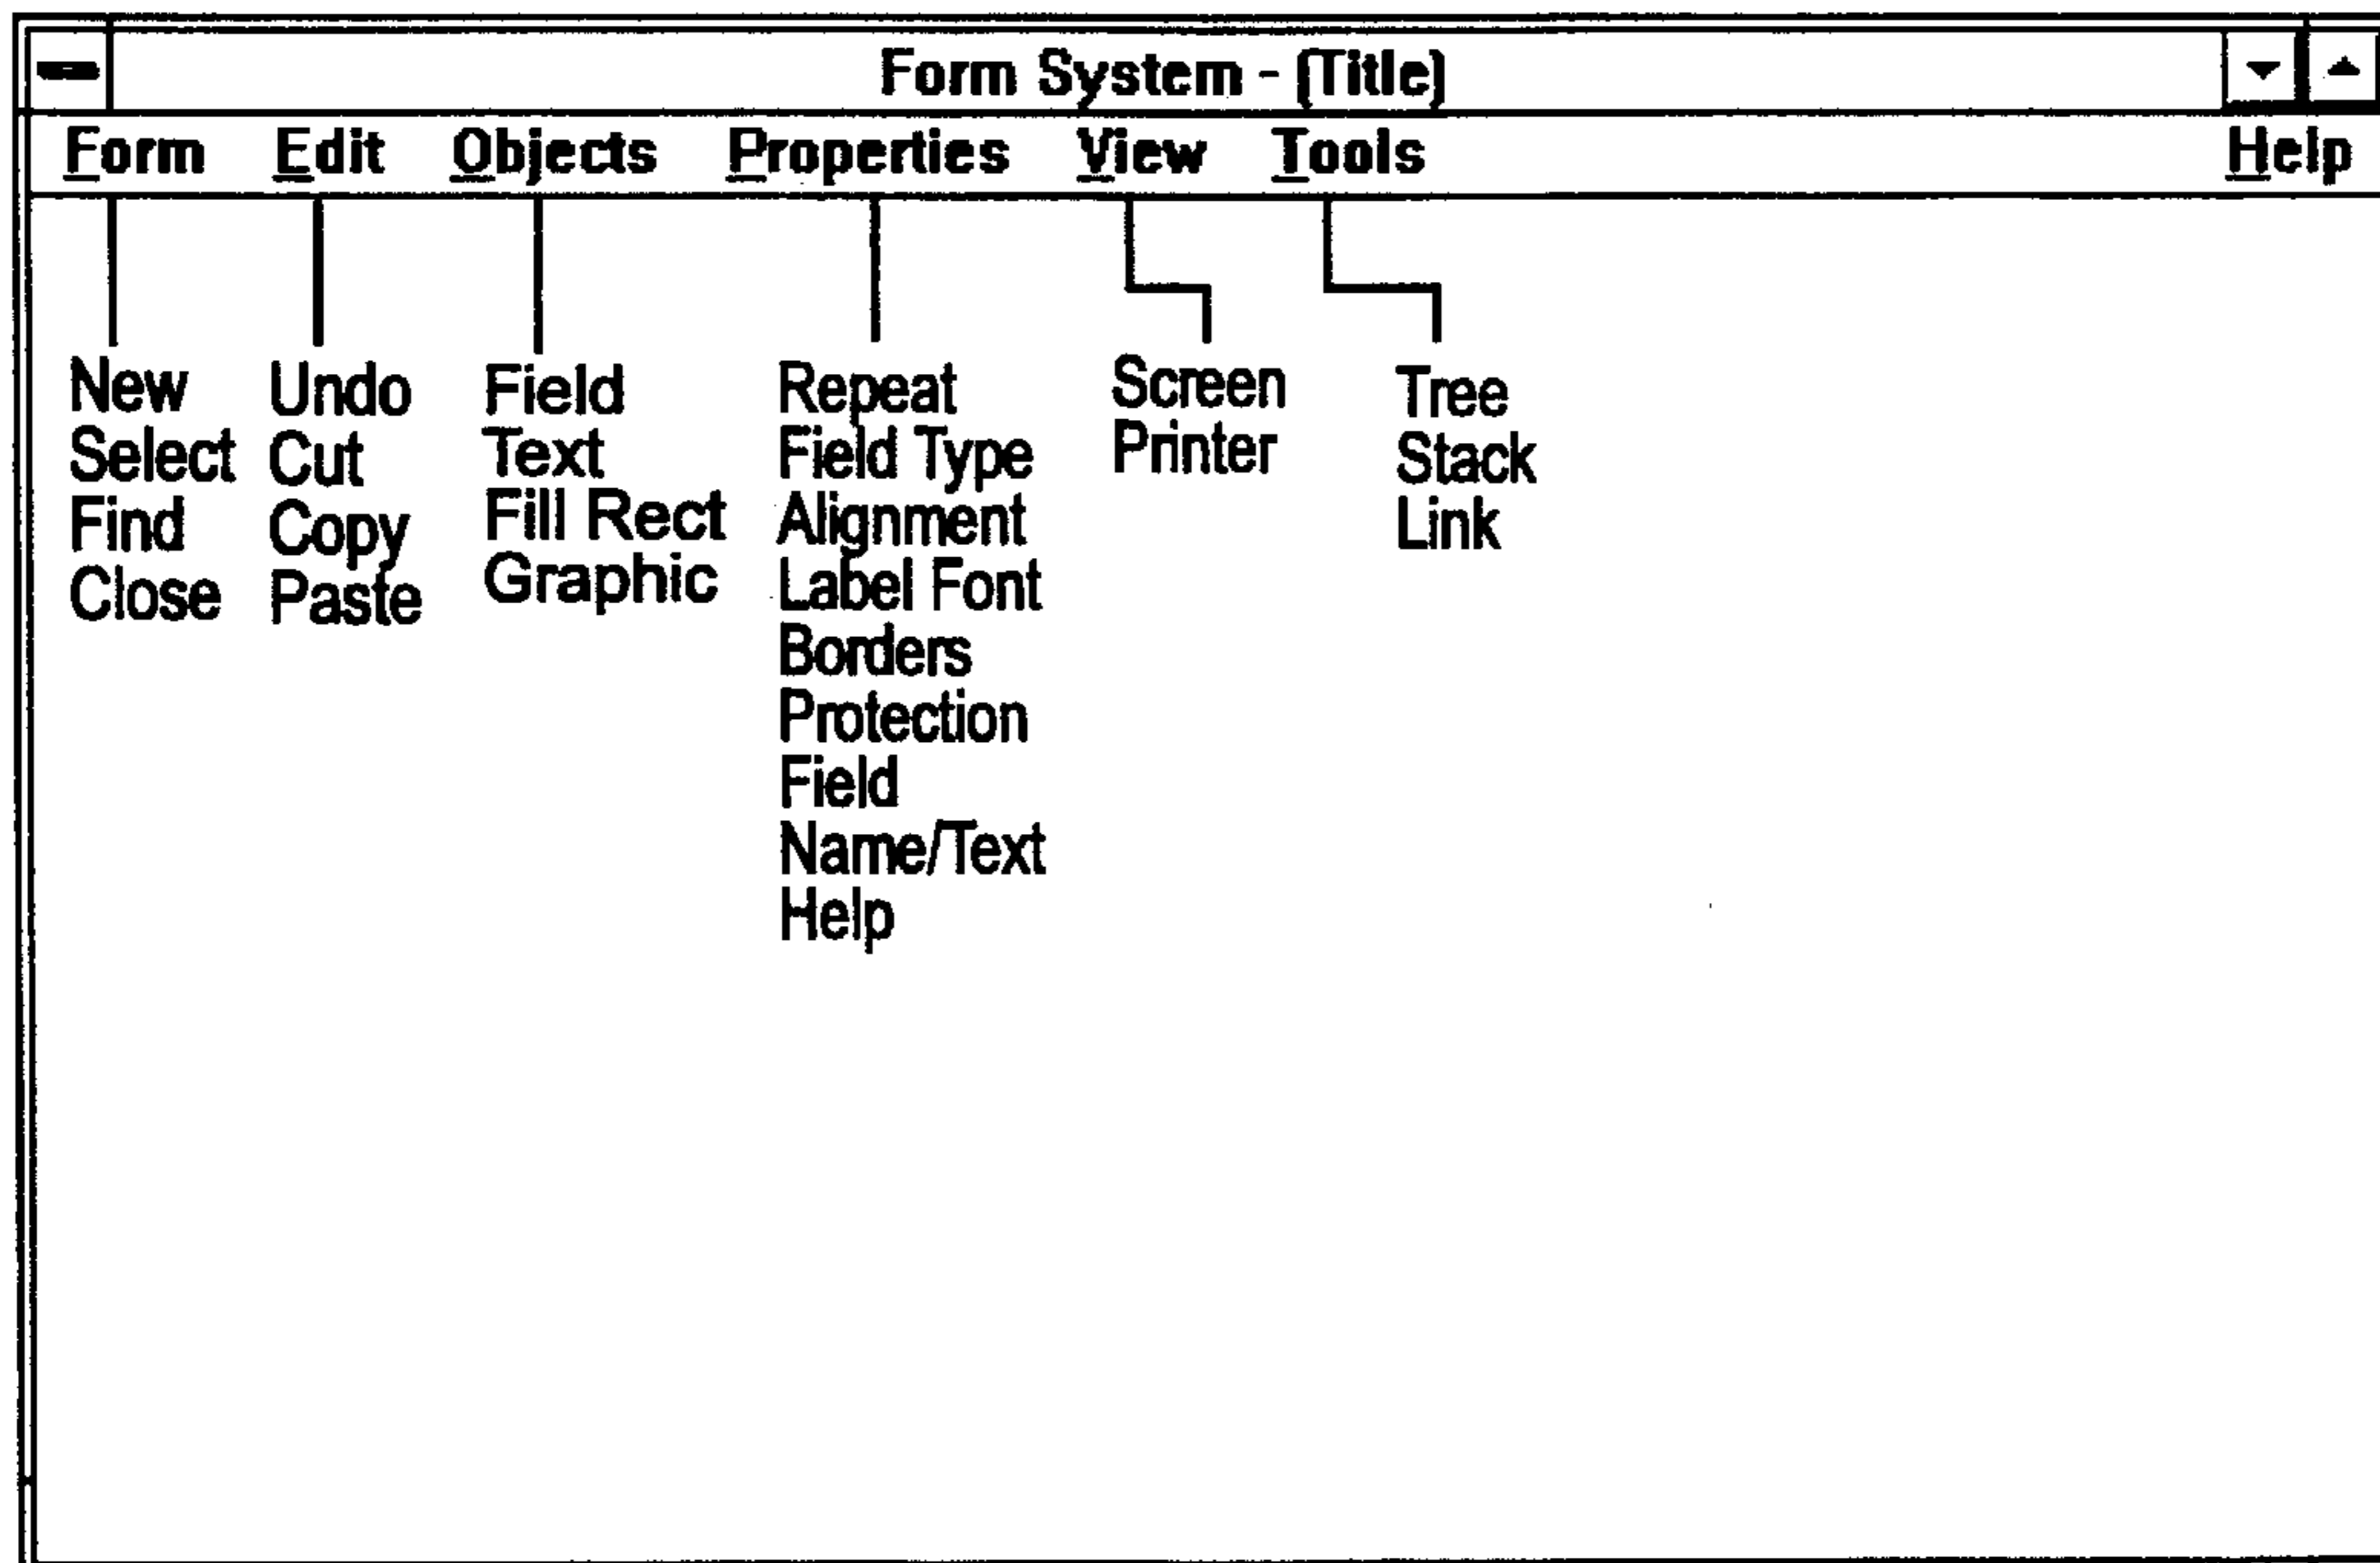 Form System - [Title]
Form Edit Objects Properties View Tools Help
New
Select
Find
Close
Undo
Cut
Copy
Paste
Field
Text
Fill Rect
Graphic
Repeat
Field Type
Alignment
Label Font
Borders
Protection
Field
Name/Text
Help
Screen
Printer
Tree
Stack
Link